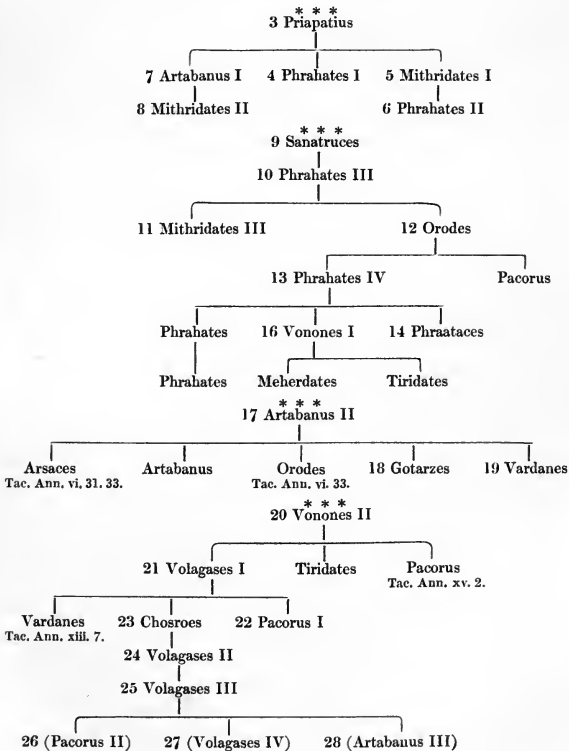 * * *
3 Priapatius
7 Artabanus I 4 Phrahates I 5 Mithridates I
8 Mithridates II 6 Phrahates II
* * *
9 Sanatruces
10 Phrahates III
11 Mithridates III 12 Orodes
13 Phrahates IV Pacorus
Phrahates 16 Vonones I 14 Phraataces
Phrahates Meherdates Tiridates
* * *
17 Artabanus II
Arsaces Artabanus Orodes 18 Gotarzes 19 Vardanes
Tac. Ann. vi. 31. 33. Tac. Ann. vi. 33.
* * *
20 Vonones II
21 Volagases I Tiridates Pacorus
Tac. Ann. xv. 2.
Vardanes 23 Chosroes 22 Pacorus I
Tac. Ann. xiii. 7.
24 Volagases II
25 Volagases III
26 (Pacorus II) 27 (Volagases IV) 28 (Artabanus III)